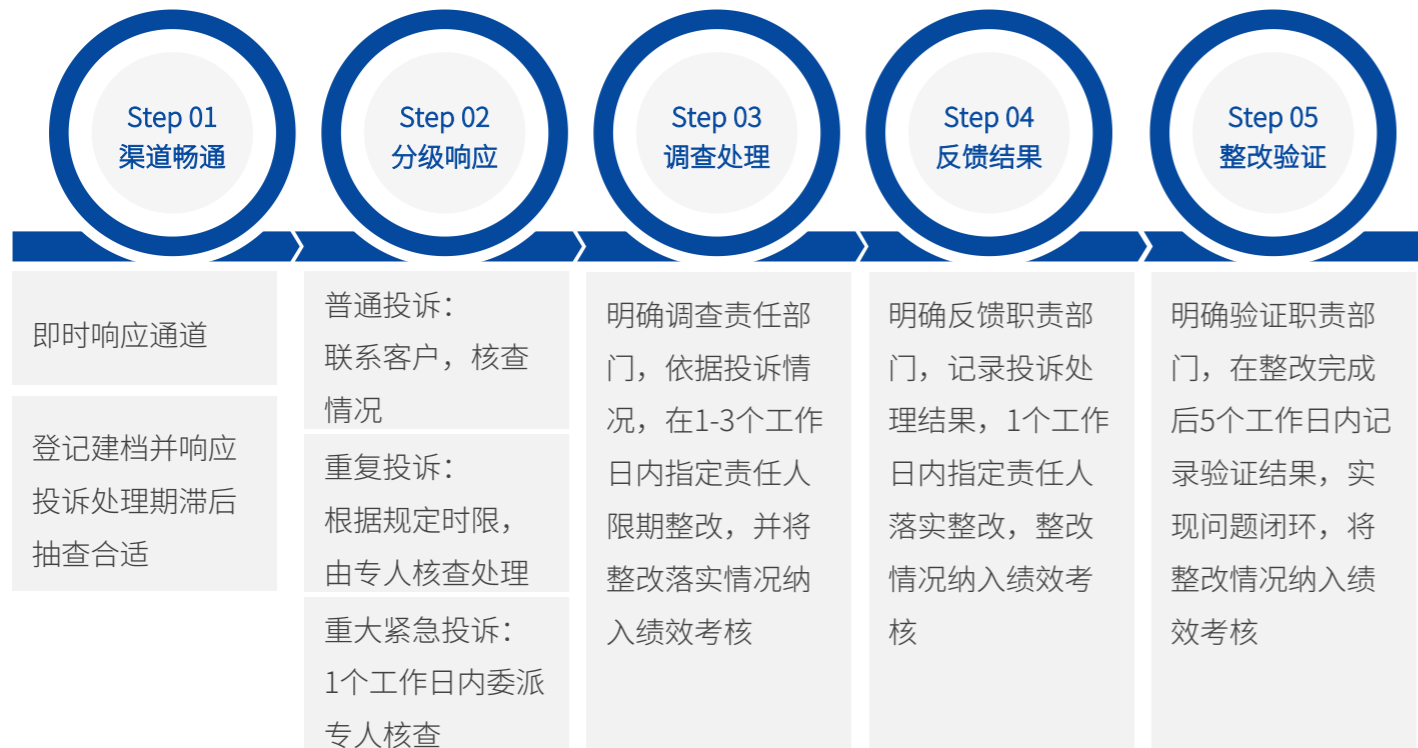 Step 01
渠道畅通
Step 02
分级响应
Step 03
调查处理
Step 04
反馈结果
Step 05
整改验证
即时响应通道
登记建档并响应
投诉处理期滞后
抽查合适
普通投诉：
联系客户，核查
情况
重复投诉：
根据规定时限，
由专人核查处理
重大紧急投诉：
1个工作日内委派
专人核查
明确调查责任部
门，依据投诉情
况，在1-3个工作
日内指定责任人
限期整改，并将
整改落实情况纳
入绩效考核
明确反馈职责部
门，记录投诉处
理结果，1个工作
日内指定责任人
落实整改，整改
情况纳入绩效考
核
明确验证职责部
门，在整改完成
后5个工作日内记
录验证结果，实
现问题闭环，将
整改情况纳入绩
效考核